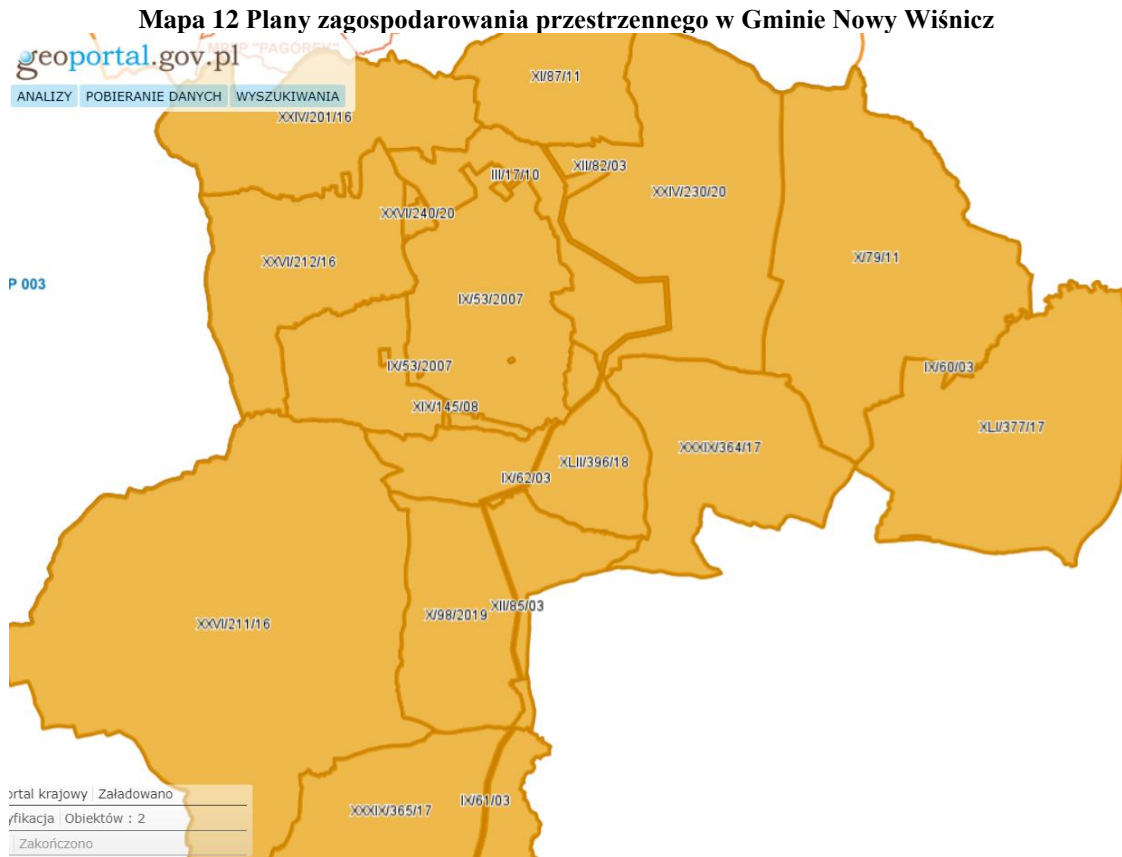 Mapa 12 Plany zagospodarowania przestrzennego w Gminie Nowy Wiśnicz
MPZP "PAGÓREK"
geoportal.gov.pl
ANALIZY POBIERANIE DANYCH WYSZUKIWANIA
XI/87/11
XXIV/201/16
XII/82/03
III/17/10
XXIV/230/20
XXVI/240/20
XXVI/212/16
X/79/11
P 003
IX/53/2007
IX/53/2007
IX/60/03
XIX/145/08
XLI/377/17
XXXIX/364/17
XLII/396/18
IX/62/03
XII/85/03
X/98/2019
XXVI/211/16
ortal krajowy Załadowano
IX/61/03
XXXIX/365/17
yfikacja Obiektów : 2
Zakończono